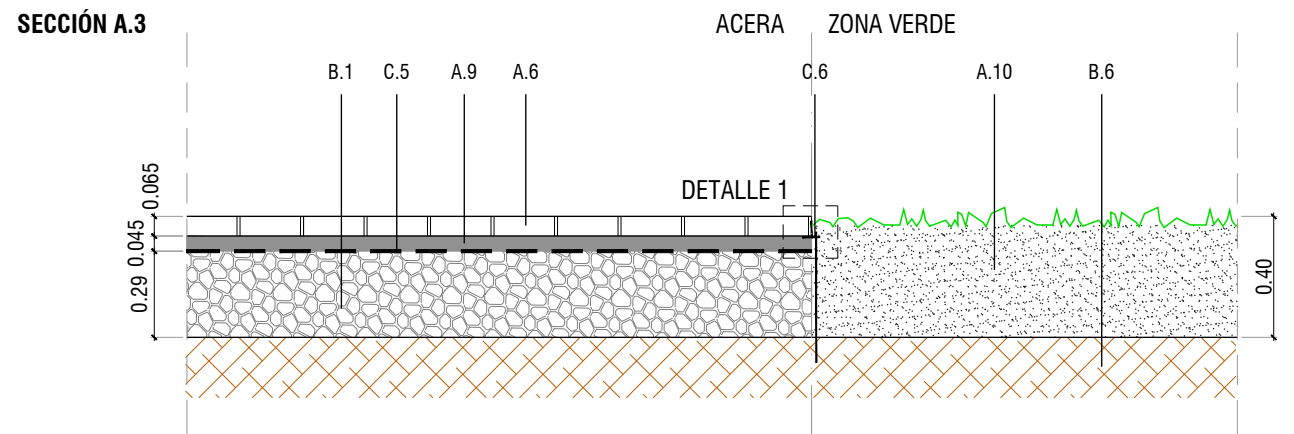 SECCIÓN A.3
ACERA
ZONA VERDE
B.1
C.5
A.9
A.6
C.6
A.10
B.6
DETALLE 1
0.065
0.045
0.29
0.40